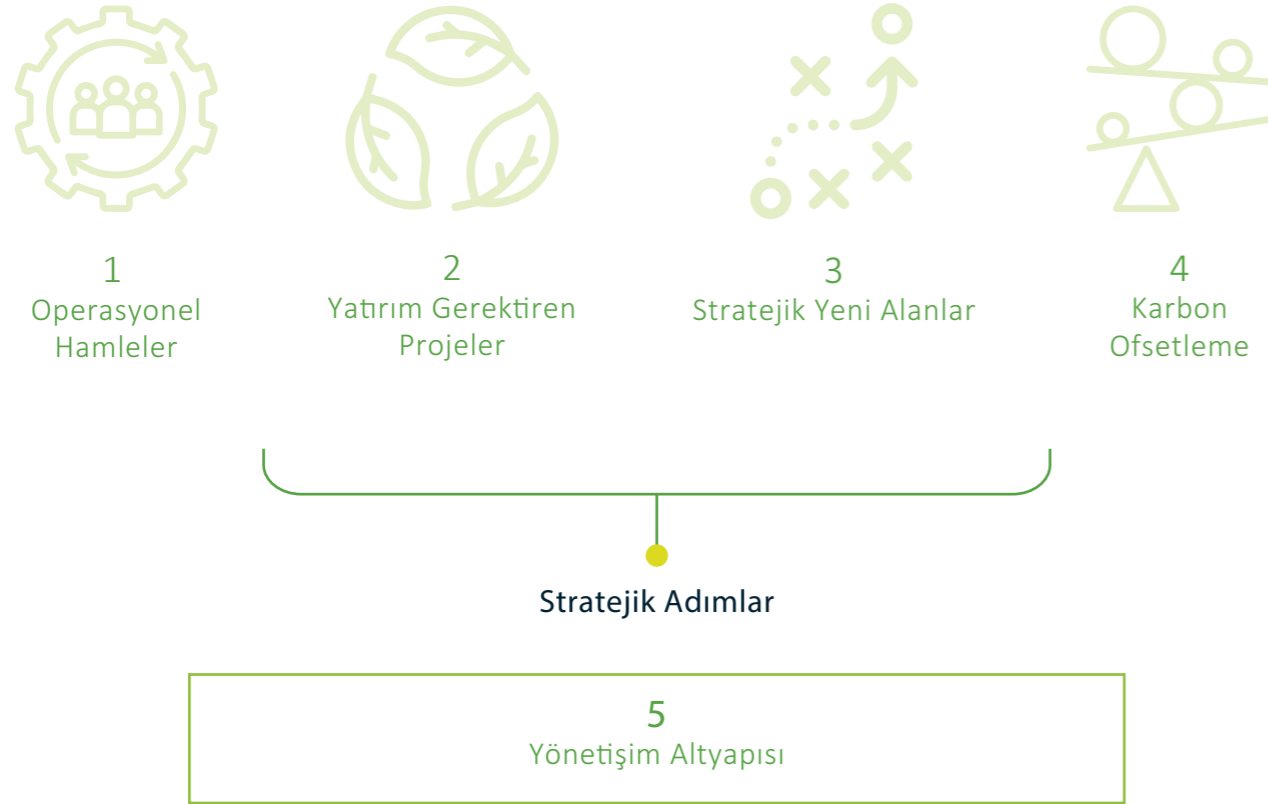 1
Operasyonel
Hamleler
2
Yatırım Gerektiren
Projeler
3
Stratejik Yeni Alanlar
4
Karbon
Ofsetleme
Stratejik Adımlar
5
Yönetişim Altyapısı